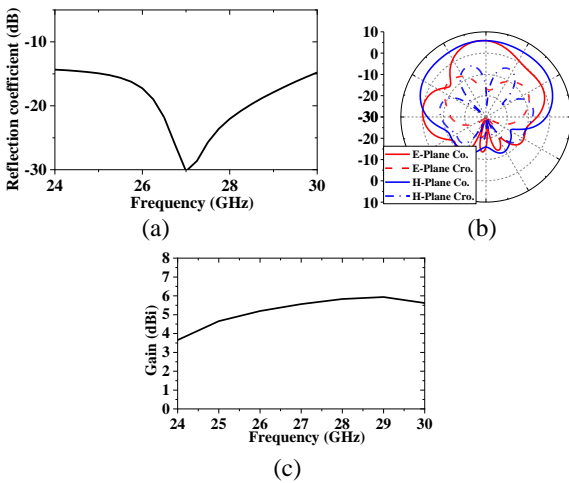 Reflection coefficient (dB)
-5
-10
-20
-30
24 26 28 30
Frequency (GHz)
(a)
10
0
-10
-20
-30
-20
-10
0
10
E-Plane Co.
E-Plane Cro.
H-Plane Co.
H-Plane Cro.
(b)
Gain (dBi)
8
7
6
5
4
3
2
1
0
24 25 26 27 28 29 30
Frequency (GHz)
(c)